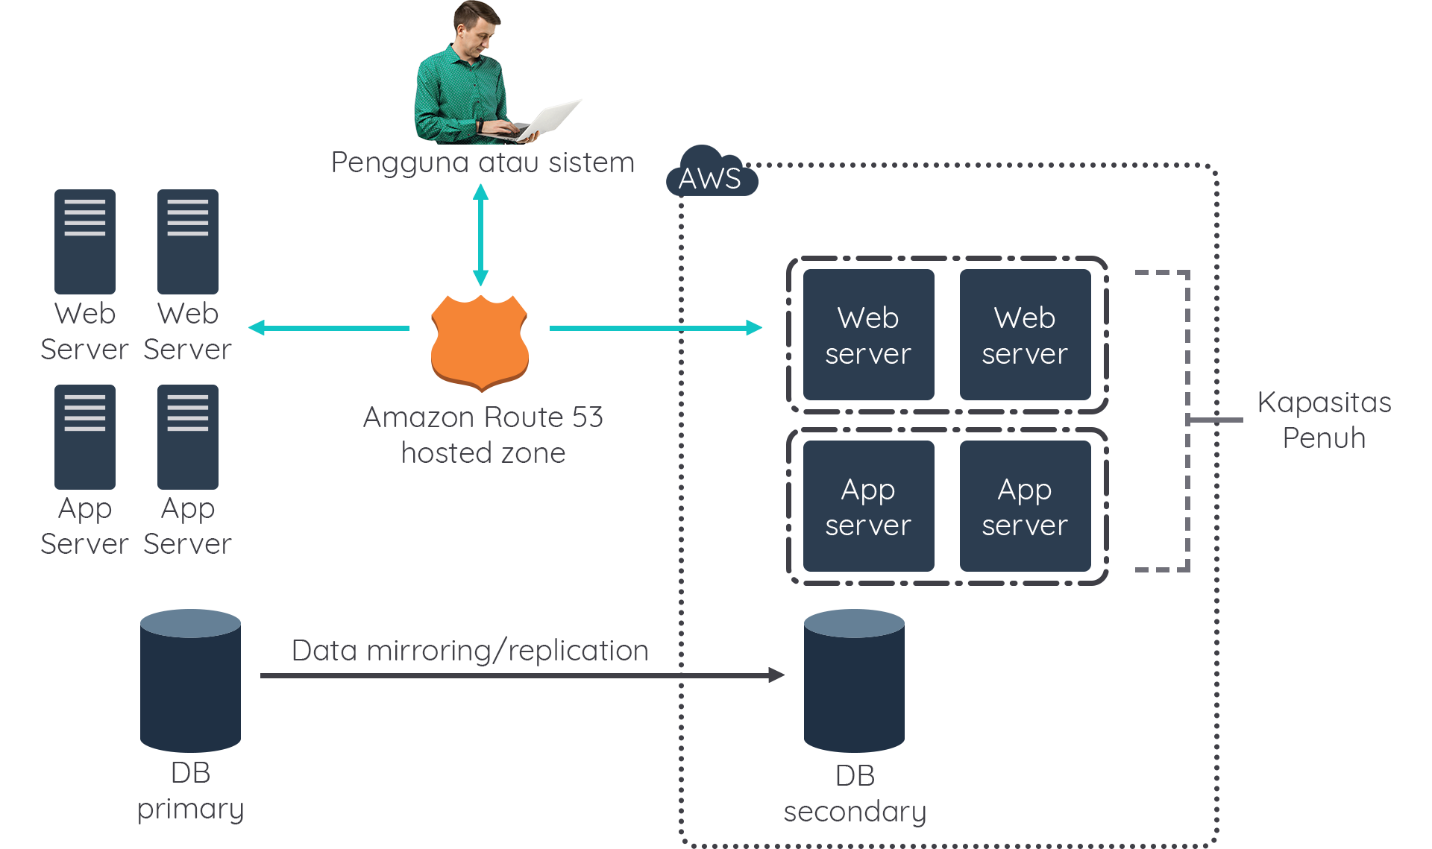 Pengguna atau sistem
AWS
Web
Server
Web
Server
App
Server
App
Server
Amazon Route 53
hosted zone
Web
server
Web
server
App
server
App
server
Kapasitas
Penuh
Data mirroring/replication
DB
primary
DB
secondary